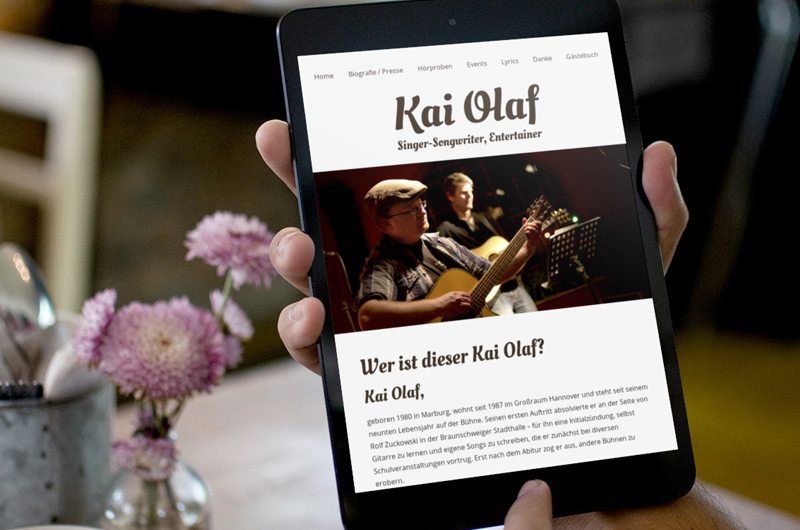 Home Biografie / Presse Hörproben Events Lyrics Danke Gästebuch
Kai Olaf
Singer-Songwriter, Entertainer
Wer ist dieser Kai Olaf?
Kai Olaf,
geboren 1980 in Marburg, wohnt seit 1987 im Großraum Hannover und steht seit seinem
neunten Lebensjahr auf der Bühne. Seinen ersten Auftritt absolvierte er an der Seite von
Rolf Zuckowski in der Braunschweiger Stadthalle – für ihn eine Initialzündung, selbst
Gitarre zu lernen und eigene Songs zu schreiben, die er zunächst bei diversen
Schulveranstaltungen vortrug. Erst nach dem Abitur zog er aus, andere Bühnen zu
erobern.